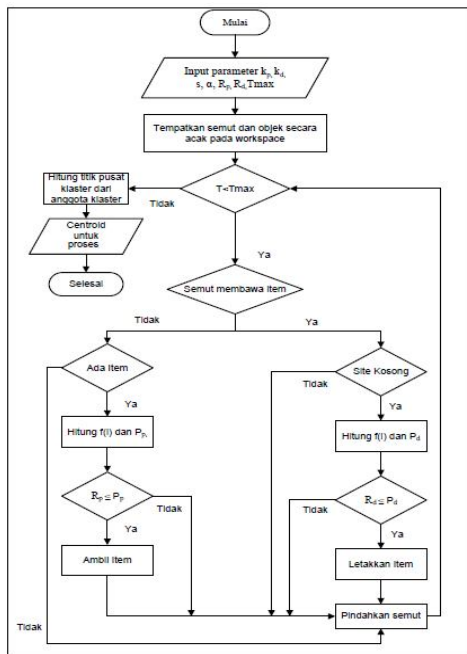 Mulai
Input parameter kp, kd,
s, α, Rp, Rd,Tmax
Tempatkan semut dan objek secara
acak pada workspace
Hitung titik pusat
klaster dari
anggota klaster
T<Tmax
Tidak
Centroid
untuk
proses
Ya
Selesai
Semut membawa Item
Tidak
Ya
Ada Item
Site Kosong
Tidak
Ya
Ya
Hitung f(i) dan Pp,
Hitung f(i) dan Pd
Rp ≤ Pp
Rd ≤ Pd
Tidak
Tidak
Ya
Ya
Ambil Item
Letakkan Item
Pindahkan semut
Tidak